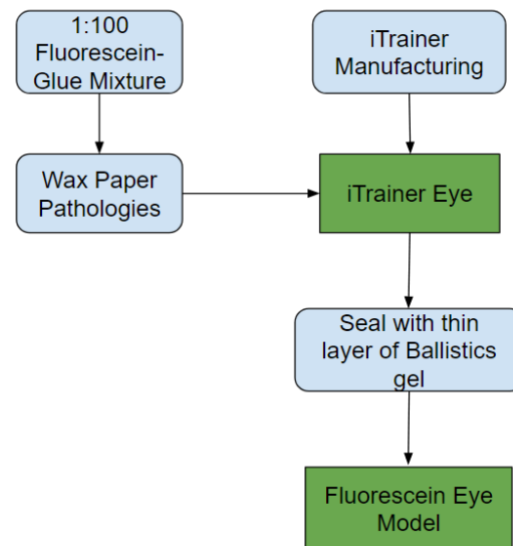 1:100
Fluorescein-
Glue Mixture
iTrainer
Manufacturing
Wax Paper
Pathologies
iTrainer Eye
Seal with thin
layer of Ballistics
gel
Fluorescein Eye
Model